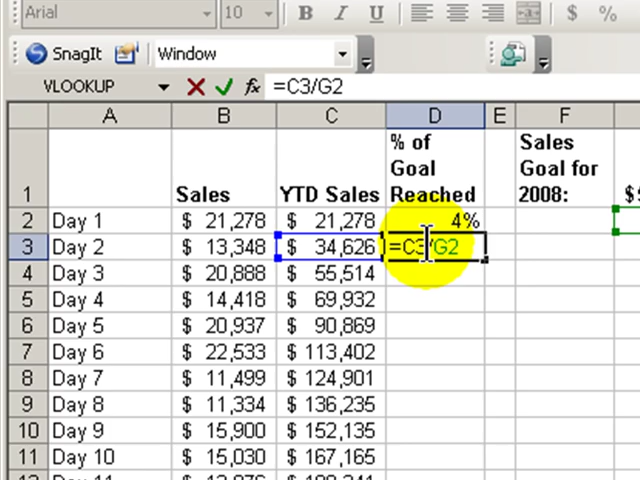 Arial 10 B I U $ %
SnagIt Window
VLOOKUP fx =C3/G2
A B C D E F
1 Sales YTD Sales % of Goal Reached Sales Goal for 2008:
2 Day 1 $ 21,278 $ 21,278 4%
3 Day 2 $ 13,348 $ 34,626 =C3/G2
4 Day 3 $ 20,888 $ 55,514
5 Day 4 $ 14,418 $ 69,932
6 Day 5 $ 20,937 $ 90,869
7 Day 6 $ 22,533 $ 113,402
8 Day 7 $ 11,499 $ 124,901
9 Day 8 $ 11,334 $ 136,235
10 Day 9 $ 15,900 $ 152,135
11 Day 10 $ 15,030 $ 167,165